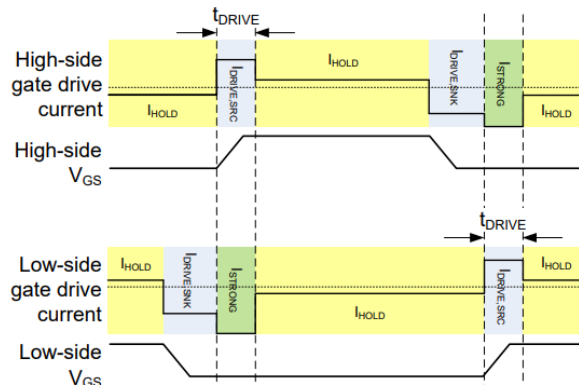 tDRIVE
High-side
gate drive
current
IHOLD
IDRIVE,SRC
IHOLD
IDRIVE,SNK
ISTRONG
IHOLD
High-side
VGS
tDRIVE
Low-side
gate drive
current
IHOLD
IDRIVE,SNK
ISTRONG
IHOLD
IDRIVE,SRC
IHOLD
Low-side
VGS